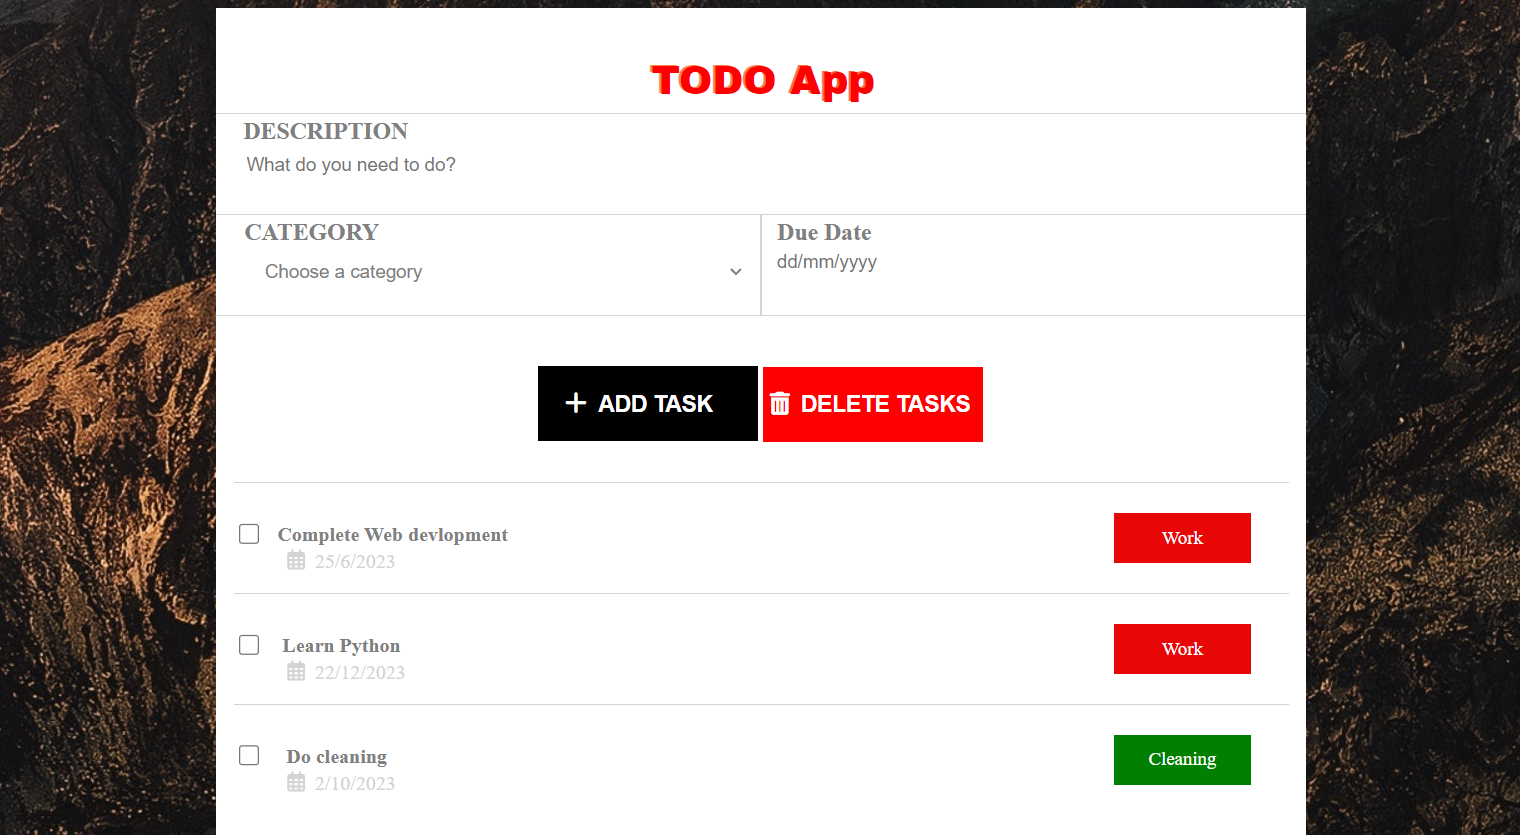 TODO App
DESCRIPTION
What do you need to do?
CATEGORY
Due Date
Choose a category
dd/mm/yyyy
ADD TASK
DELETE TASKS
Complete Web devlopment
25/6/2023
Work
Learn Python
22/12/2023
Work
Do cleaning
2/10/2023
Cleaning